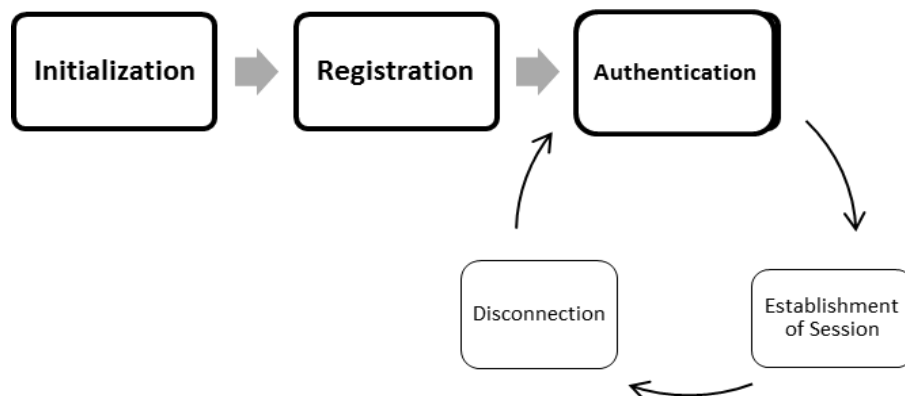 Initialization
Registration
Authentication
Disconnection
Establishment
of Session